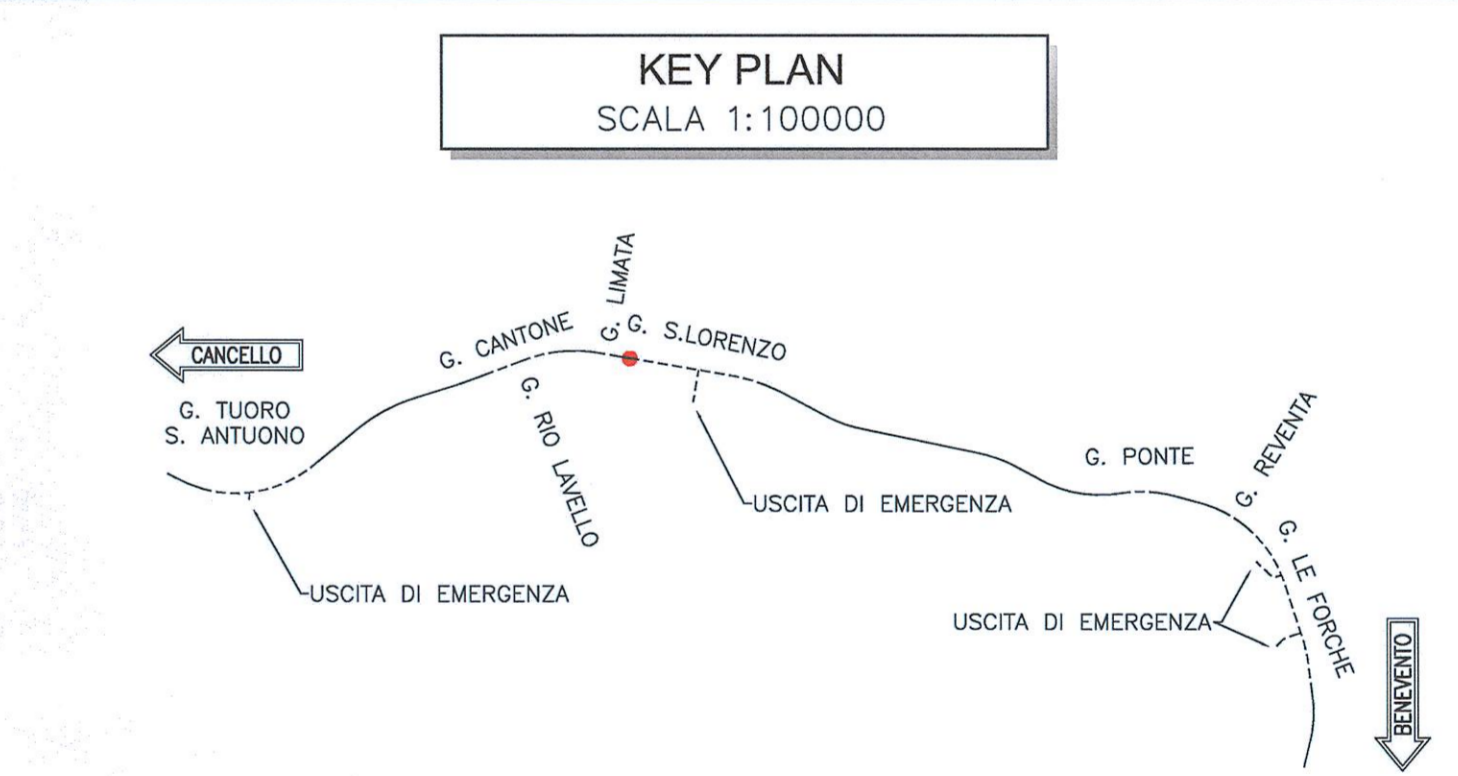 KEY PLAN
SCALA 1:100000
CANCELLO
G. TUORO
S. ANTUONO
G. CANTONE
G. RIO LAVELLO
G. LIMATA
G. S.LORENZO
USCITA DI EMERGENZA
USCITA DI EMERGENZA
G. PONTE
G. REVENTA
G. LE FORCHE
USCITA DI EMERGENZA
BENEVENTO